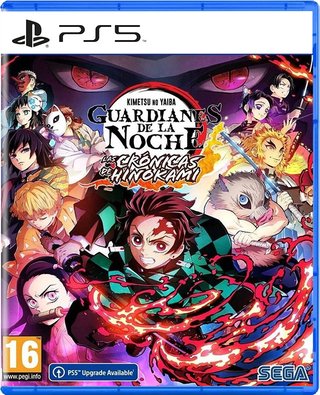 PS5
KIMETSU NO YAIBA
GUARDIANES
DE LA
NOCHE
LAS CRÓNICAS
DE HINOKAMI
16
www.pegi.info
PS5™ Upgrade Available
SEGA